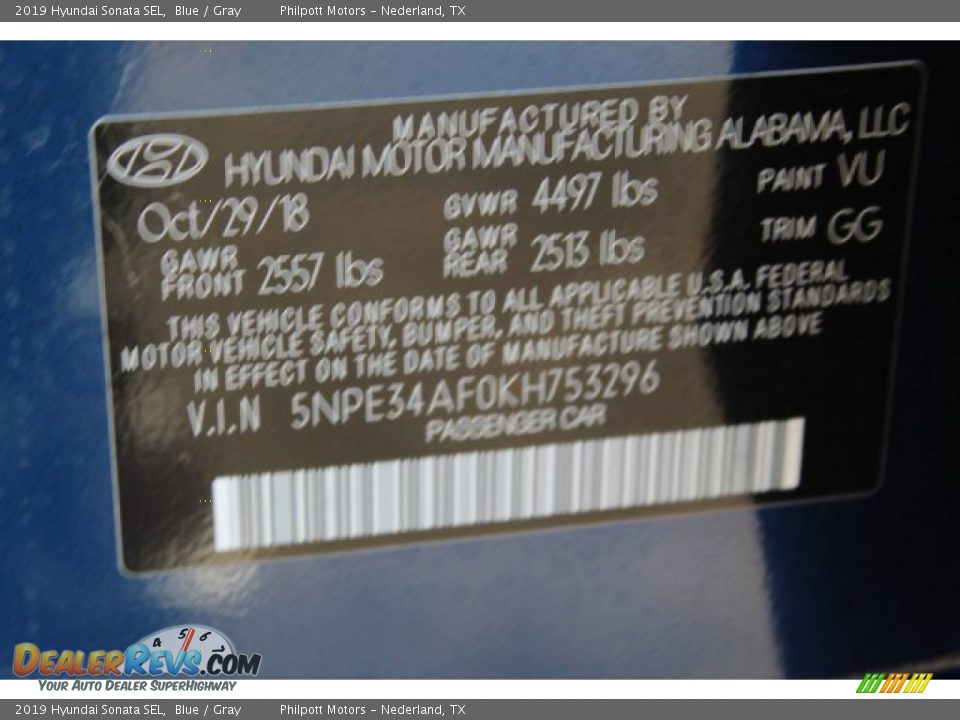 2019 Hyundai Sonata SEL, Blue / Gray Philpott Motors - Nederland, TX
MANUFACTURED BY
HYUNDAI MOTOR MANUFACTURING ALABAMA, LLC
Oct/29/18 GVWR 4497 lbs PAINT VU
GAWR FRONT 2557 lbs GAWR REAR 2513 lbs TRIM GG
THIS VEHICLE CONFORMS TO ALL APPLICABLE U.S.A. FEDERAL
MOTOR VEHICLE SAFETY, BUMPER, AND THEFT PREVENTION STANDARDS
IN EFFECT ON THE DATE OF MANUFACTURE SHOWN ABOVE
V.I.N 5NPE34AF0KH753296
PASSENGER CAR
4 5 6 7
DEALERREVS.COM
YOUR AUTO DEALER SUPERHIGHWAY
2019 Hyundai Sonata SEL, Blue / Gray Philpott Motors - Nederland, TX